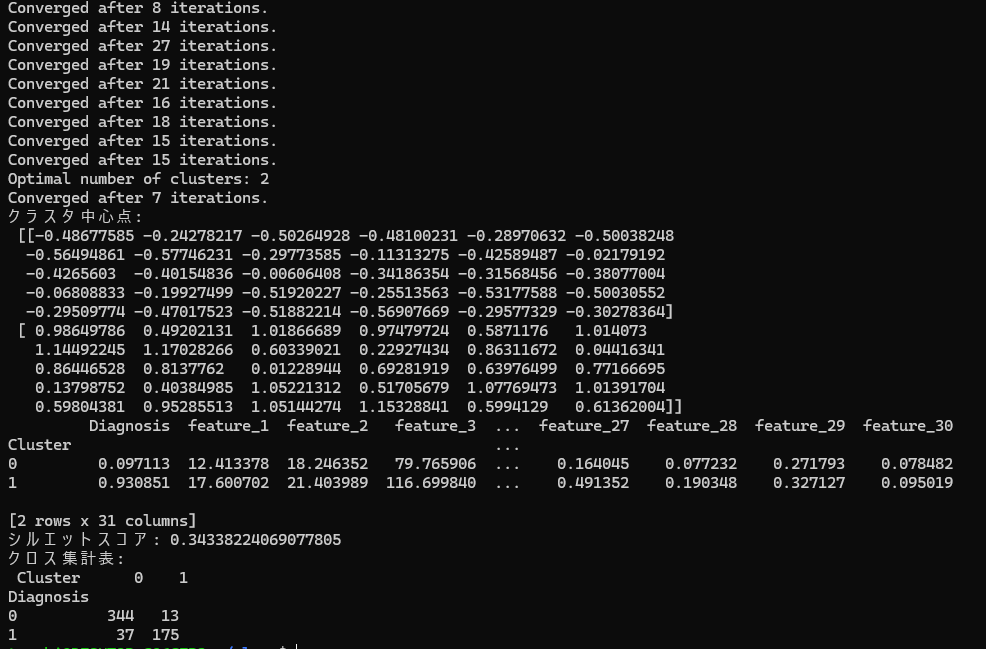 Converged after 8 iterations.
Converged after 14 iterations.
Converged after 27 iterations.
Converged after 19 iterations.
Converged after 21 iterations.
Converged after 16 iterations.
Converged after 18 iterations.
Converged after 15 iterations.
Converged after 15 iterations.
Optimal number of clusters: 2
Converged after 7 iterations.
クラスタ中心点:
 [[-0.48677585 -0.24278217 -0.50264928 -0.48100231 -0.28970632 -0.50038248
  -0.56494861 -0.57746231 -0.29773585 -0.11313275 -0.42589487 -0.02179192
  -0.4265603  -0.40154836 -0.00606408 -0.34186354 -0.31568456 -0.38077004
  -0.06808833 -0.19927499 -0.51920227 -0.25513563 -0.53177588 -0.50030552
  -0.29509774 -0.47017523 -0.51882214 -0.56907669 -0.29577329 -0.30278364]
 [ 0.98649786  0.49202131  1.01866689  0.97479724  0.5871176   1.014073
   1.14492245  1.17028266  0.60339021  0.22927434  0.86311672  0.04416341
   0.86446528  0.8137762   0.01228944  0.69281919  0.63976499  0.77166695
   0.13798752  0.40384985  1.05221312  0.51705679  1.07769473  1.01391704
   0.59804381  0.95285513  1.05144274  1.15328841  0.5994129   0.61362004]]
         Diagnosis  feature_1  feature_2   feature_3  ...  feature_27  feature_28  feature_29  feature_30
Cluster                                               ...
0         0.097113  12.413378  18.246352   79.765906  ...    0.164045    0.077232    0.271793    0.078482
1         0.930851  17.600702  21.403989  116.699840  ...    0.491352    0.190348    0.327127    0.095019

[2 rows x 31 columns]
シルエットスコア: 0.34338224069077805
クロス集計表:
 Cluster      0    1
Diagnosis
0          344   13
1           37  175